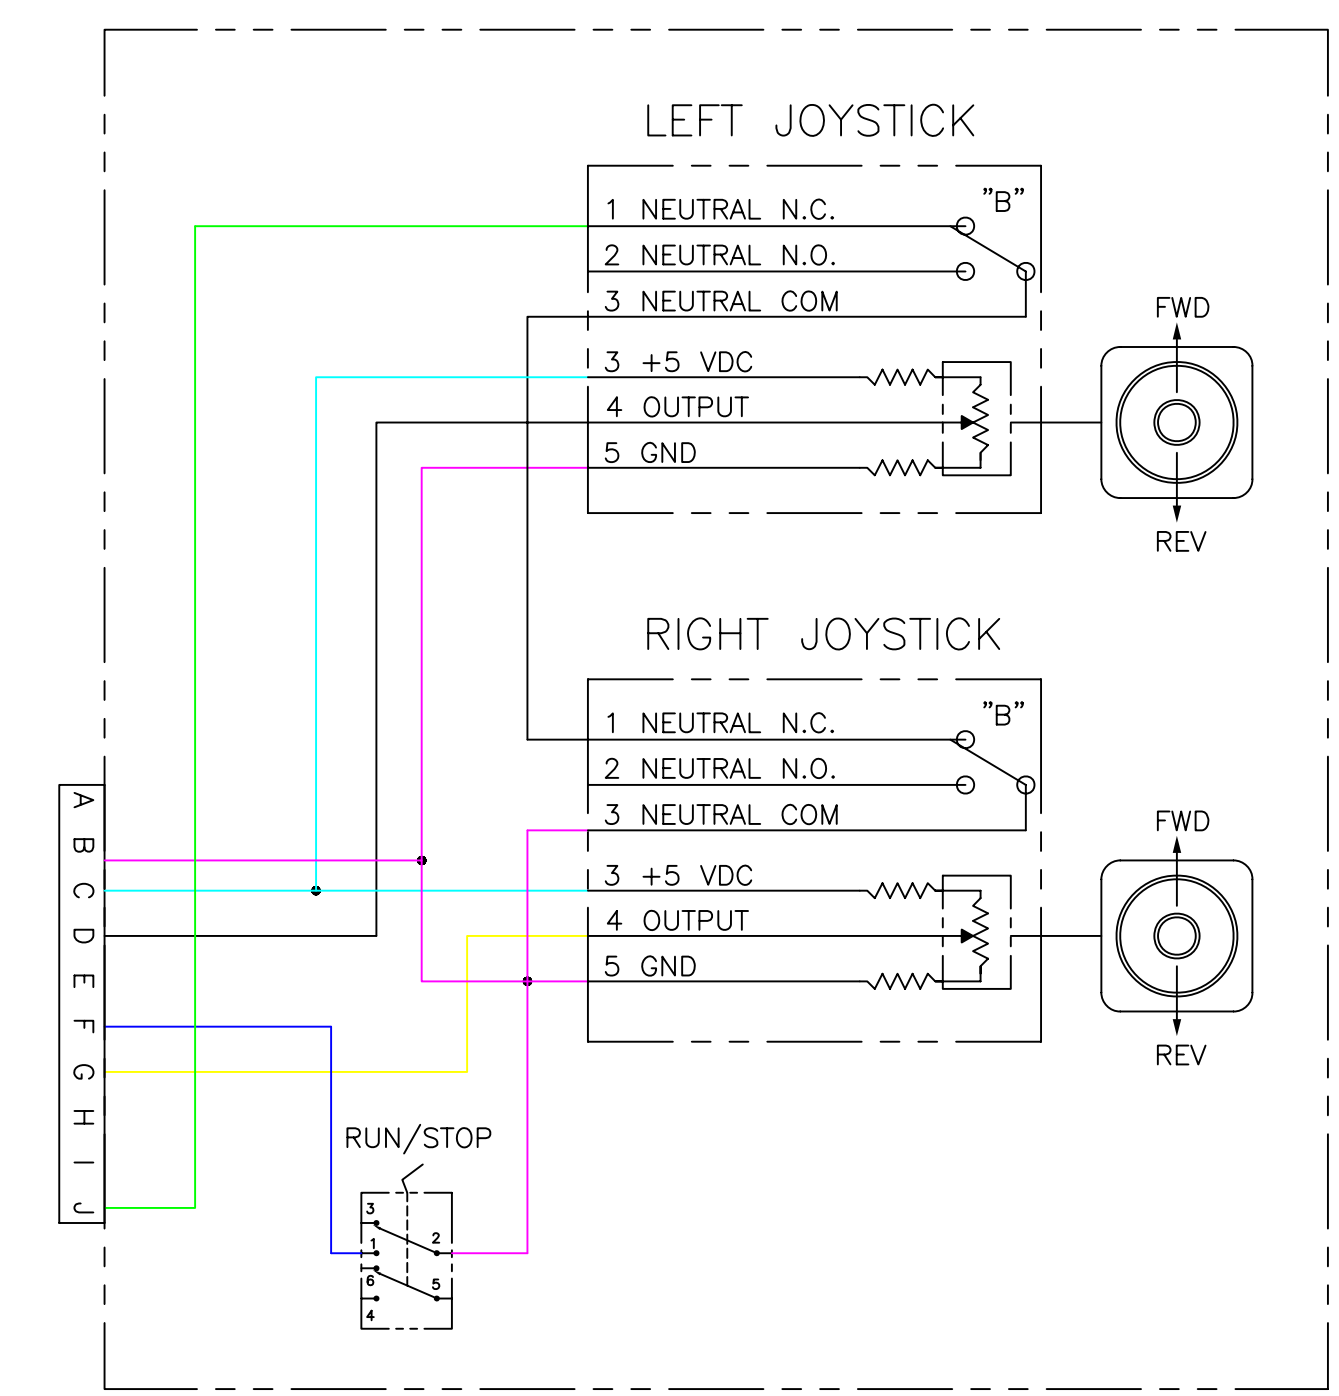 LEFT JOYSTICK
"B"
1 NEUTRAL N.C.
2 NEUTRAL N.O.
3 NEUTRAL COM
3 +5 VDC
4 OUTPUT
5 GND
FWD
REV
RIGHT JOYSTICK
"B"
1 NEUTRAL N.C.
2 NEUTRAL N.O.
3 NEUTRAL COM
3 +5 VDC
4 OUTPUT
5 GND
FWD
REV
A
B
C
D
E
F
G
H
I
J
RUN/STOP
3
1
2
6
5
4